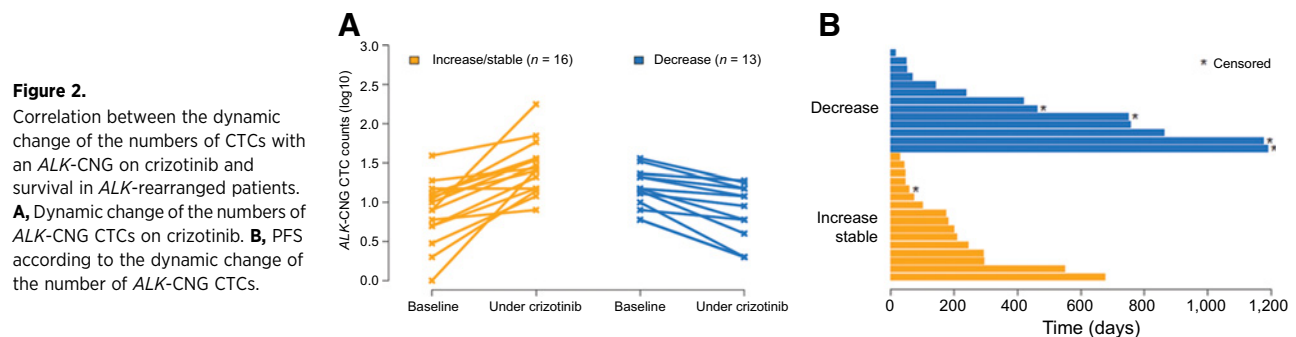 Figure 2.
Correlation between the dynamic
change of the numbers of CTCs with
an ALK-CNG on crizotinib and
survival in ALK-rearranged patients.
A, Dynamic change of the numbers of
ALK-CNG CTCs on crizotinib. B, PFS
according to the dynamic change of
the number of ALK-CNG CTCs.
A
ALK-CNG CTC counts (log10)
3.0
2.5
2.0
1.5
1.0
0.5
0.0
Increase/stable (n = 16)
Decrease (n = 13)
Baseline
Under crizotinib
Baseline
Under crizotinib
B
* Censored
Decrease
*
*
*
*
Increase
stable
*
0
200
400
600
800
1,000
1,200
Time (days)